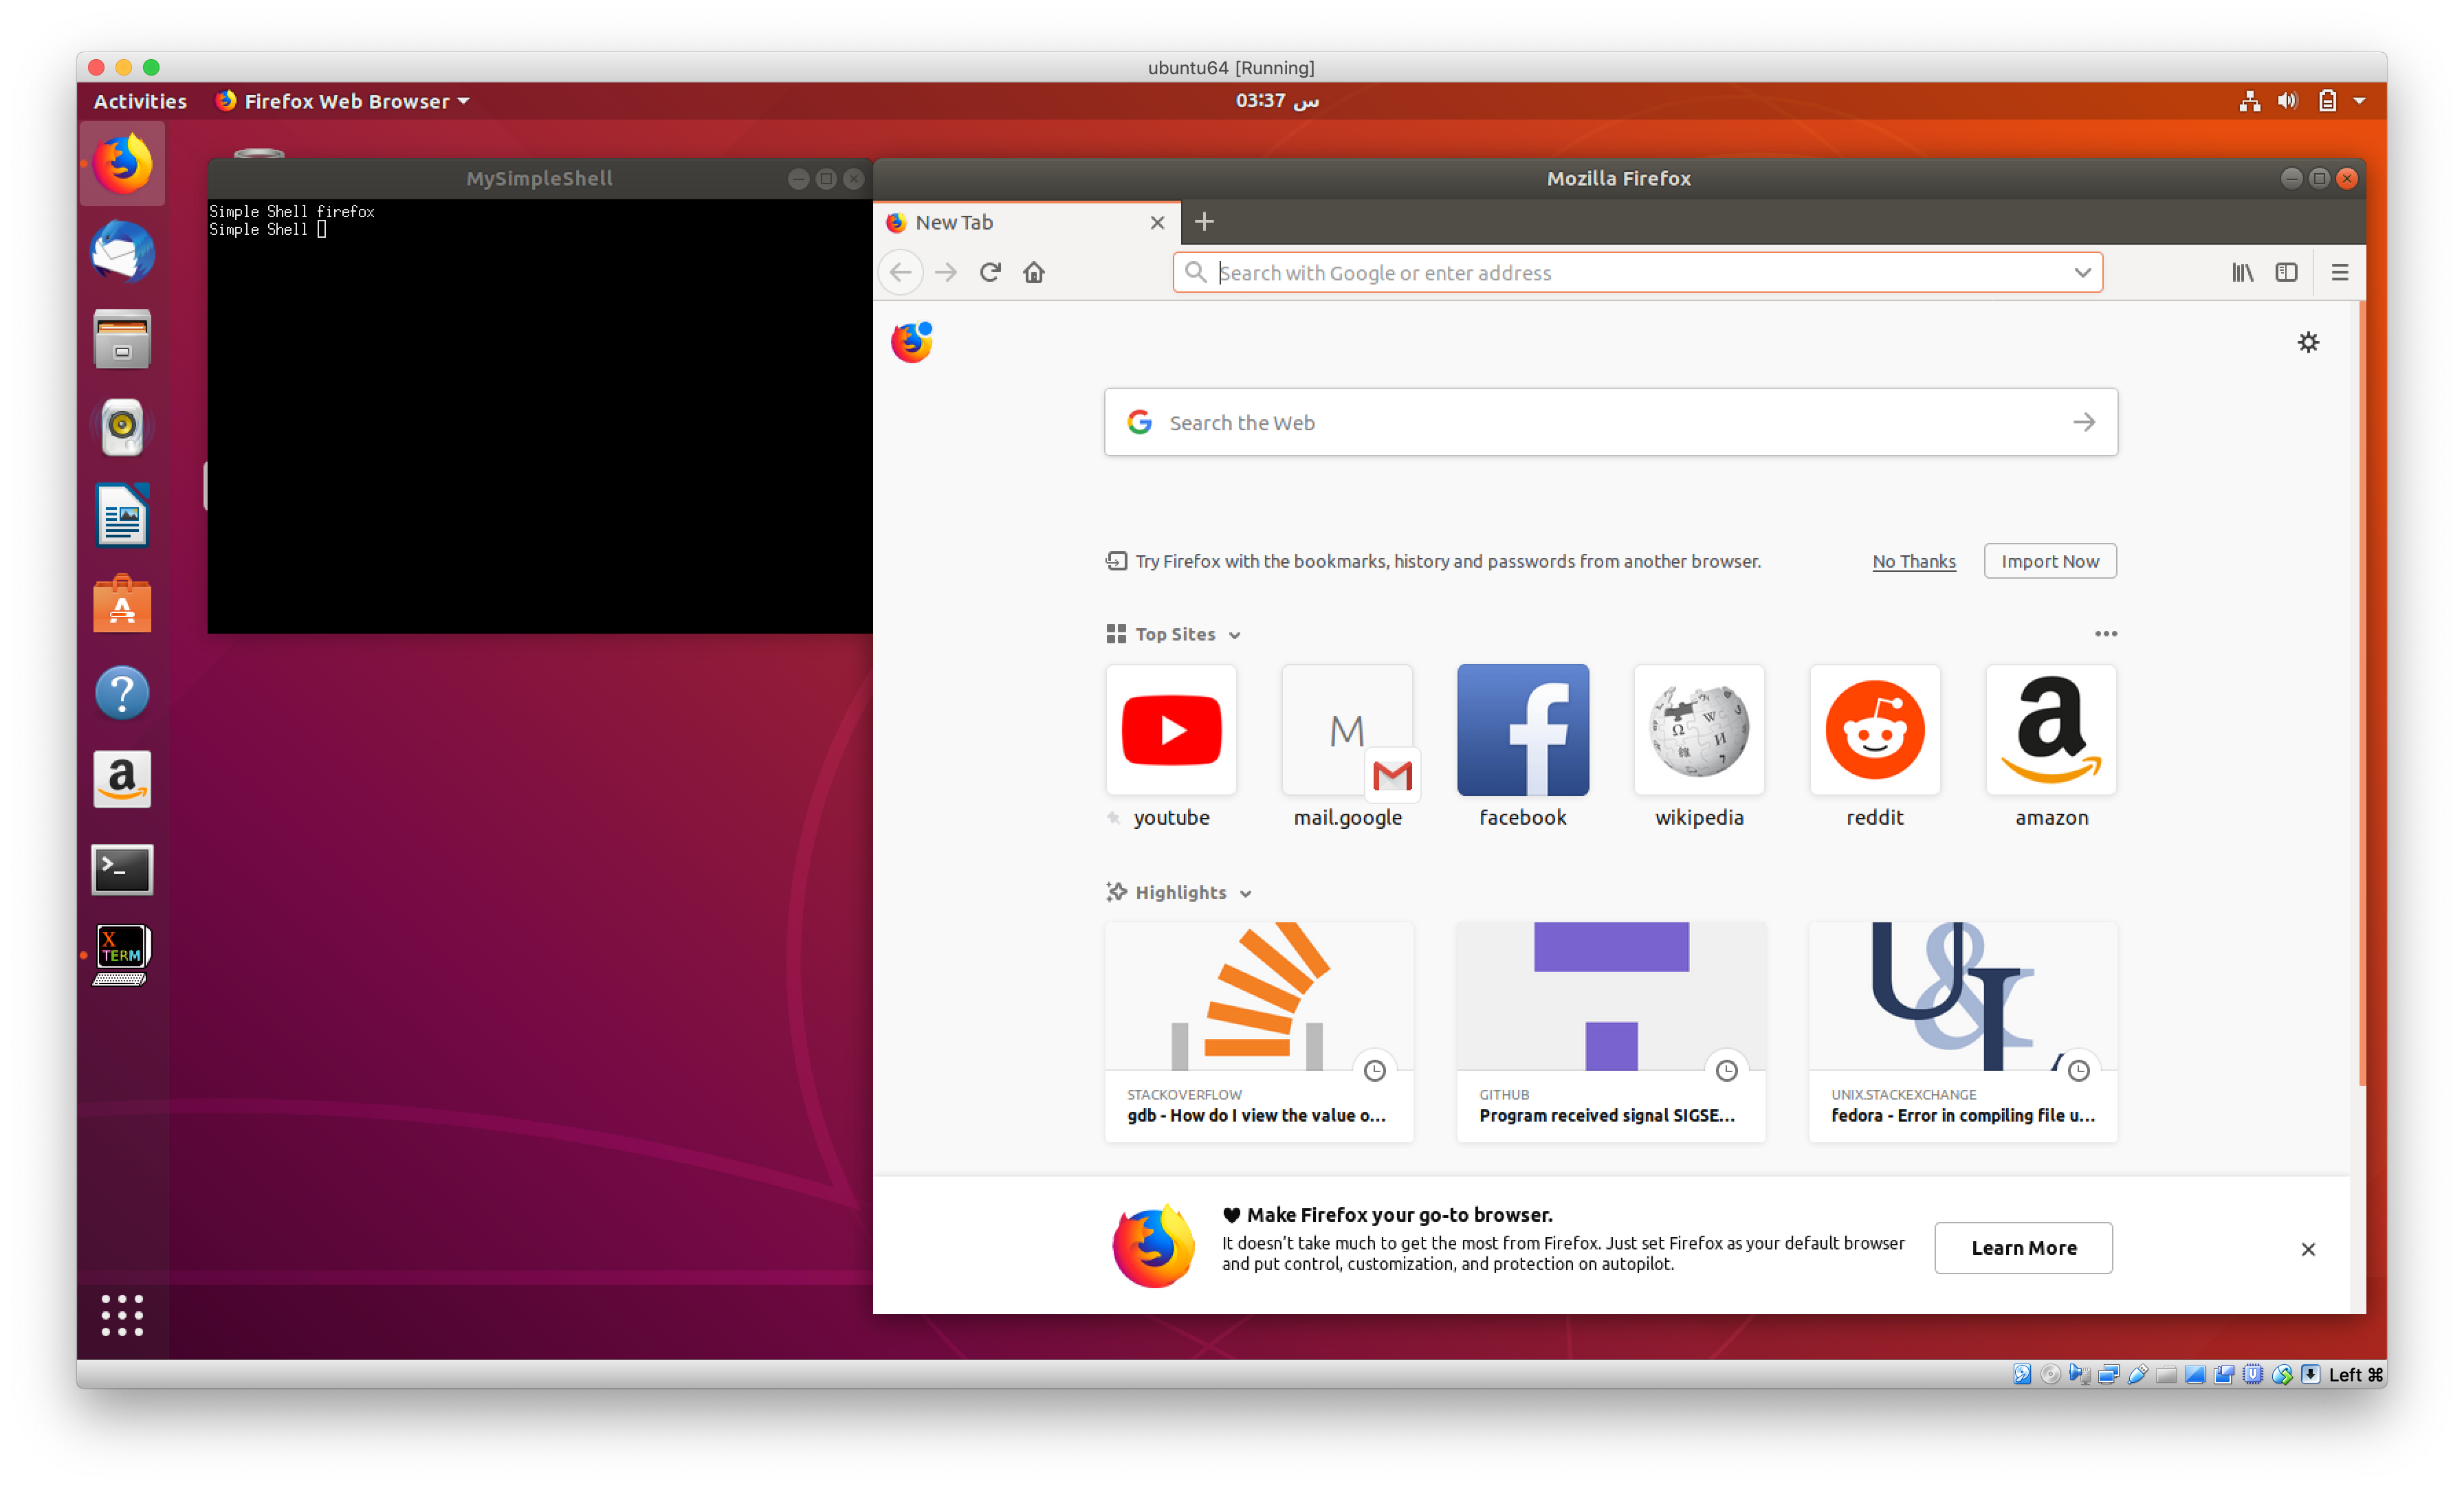 ubuntu64 [Running]
Activities
Firefox Web Browser
س 03:37
MySimpleShell
Simple Shell firefox
Simple Shell
Mozilla Firefox
New Tab
Search with Google or enter address
Search the Web
Try Firefox with the bookmarks, history and passwords from another browser.
No Thanks
Import Now
Top Sites
M
youtube
mail.google
facebook
wikipedia
reddit
amazon
X
TERM
Highlights
STACKOVERFLOW
gdb - How do I view the value o...
GITHUB
Program received signal SIGSE...
UNIX.STACKEXCHANGE
fedora - Error in compiling file u...
Make Firefox your go-to browser.
It doesn't take much to get the most from Firefox. Just set Firefox as your default browser
and put control, customization, and protection on autopilot.
Learn More
Left ⌘